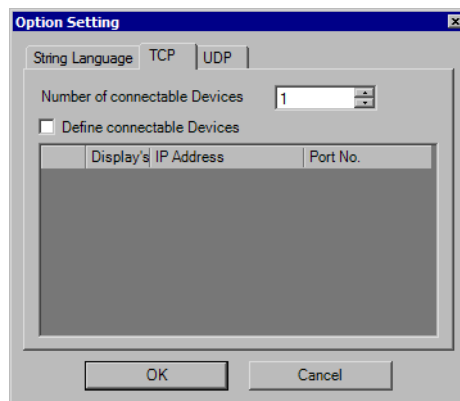 Option Setting
String Language TCP UDP
Number of connectable Devices 1
Define connectable Devices
Display's IP Address Port No.
OK Cancel